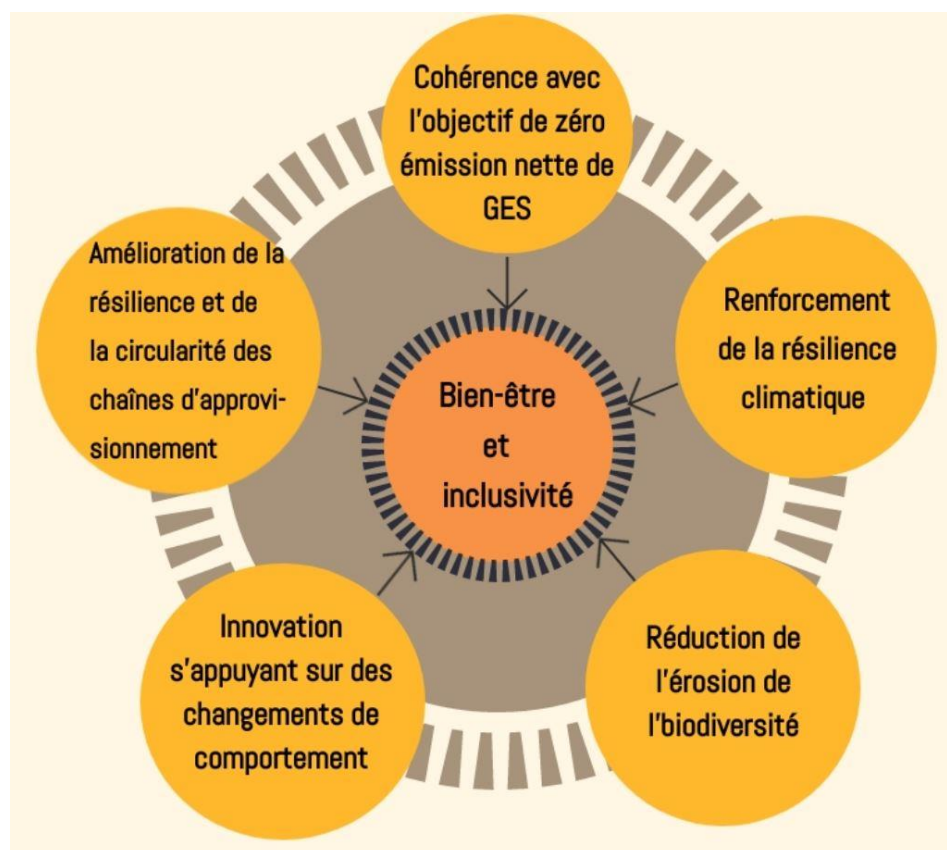 Cohérence avec
l'objectif de zéro
émission nette de
GES
Amélioration de la
résilience et de
la circularité des
chaînes d'approvi-
sionnement
Renforcement
de la résilience
climatique
Bien-être
et
inclusivité
Innovation
s'appuyant sur des
changements de
comportement
Réduction de
l'érosion de
l'biodiversité